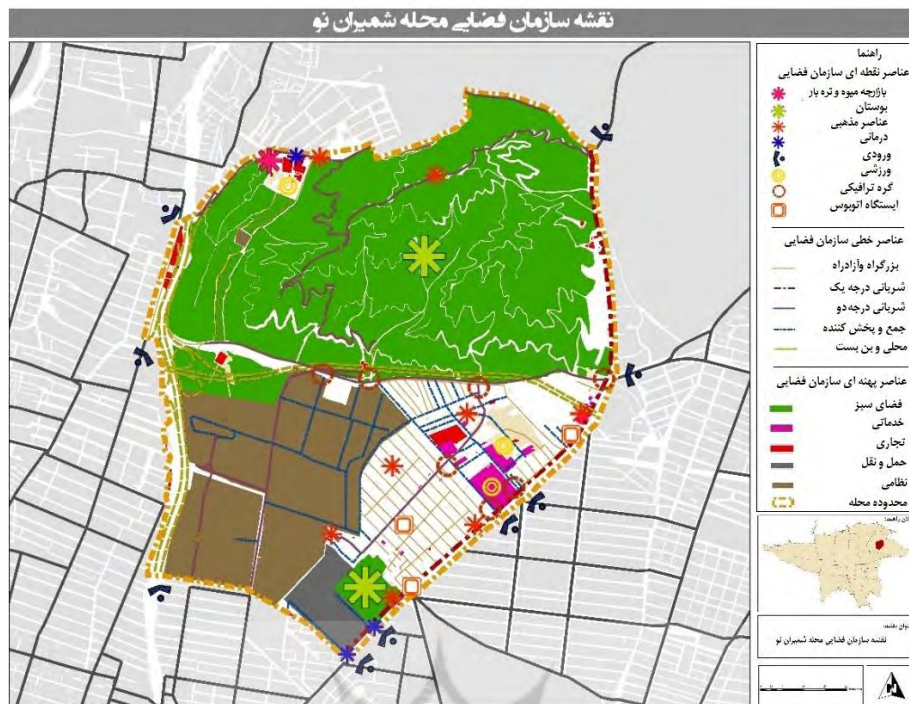 نقشه سازمان فضایی محله شمیران نو
راهنما
عناصر نقطه ای سازمان فضایی
بازارچه میوه و تره بار
بوستان
عناصر مذهبی
درمانی
ورودی
ورزشی
گره ترافیکی
ایستگاه اتوبوس
عناصر خطی سازمان فضایی
بزرگراه وآزادراه
شریانی درجه یک
شریانی درجه دو
جمع و پخش کننده
محلی و بن بست
عناصر پهنه ای سازمان فضایی
فضای سبز
خدماتی
تجاری
حمل و نقل
نظامی
محدوده محله
نقشه سازمان فضایی محله شمیران نو
N